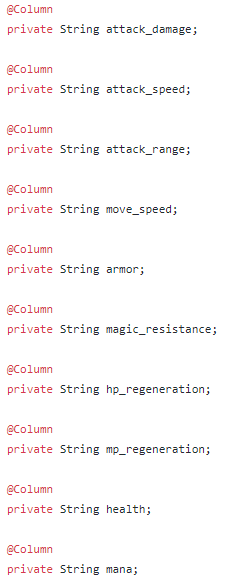 @Column
private String attack_damage;
@Column
private String attack_speed;
@Column
private String attack_range;
@Column
private String move_speed;
@Column
private String armor;
@Column
private String magic_resistance;
@Column
private String hp_regeneration;
@Column
private String mp_regeneration;
@Column
private String health;
@Column
private String mana;